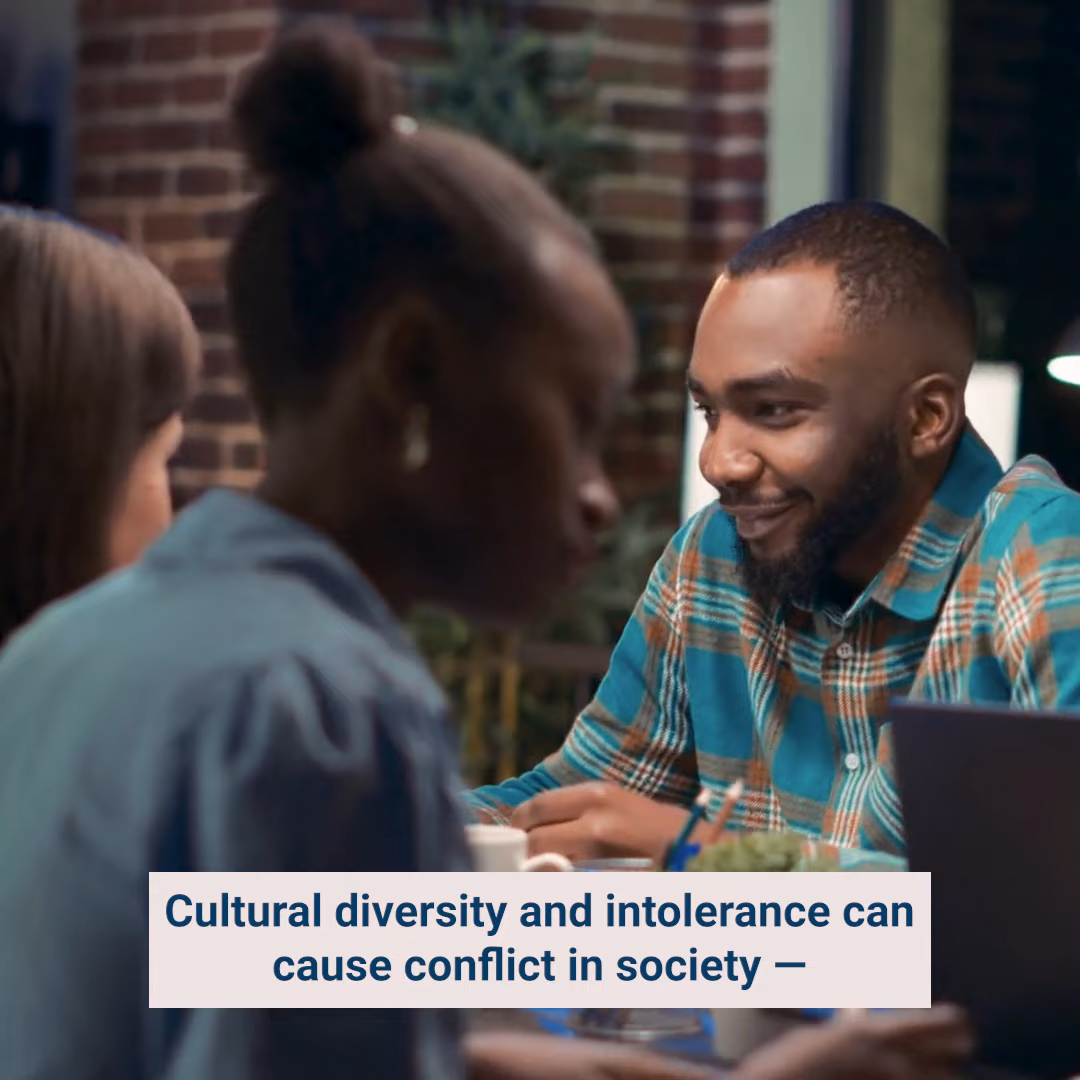 Cultural diversity and intolerance can
cause conflict in society —